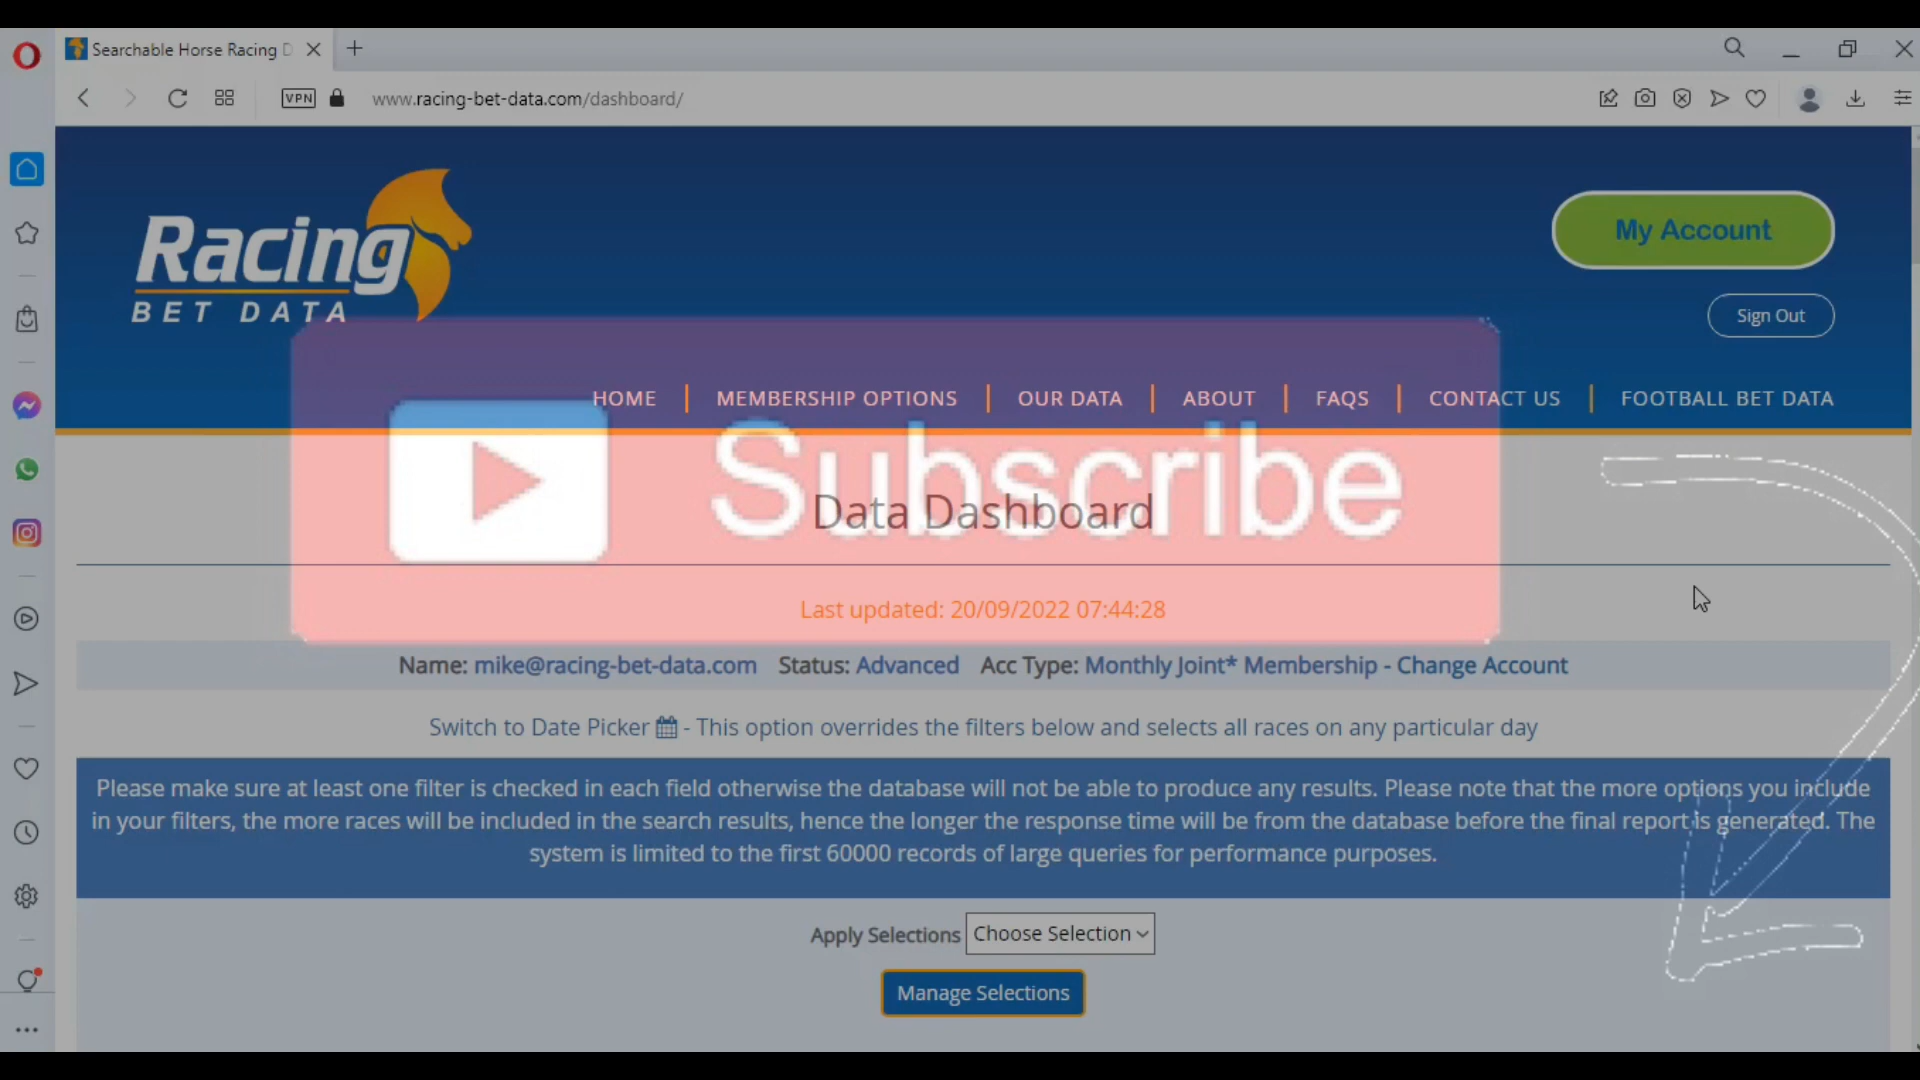 Searchable Horse Racing D
VPN
www.racing-bet-data.com/dashboard/
Racing
BET DATA
My Account
Sign Out
HOME MEMBERSHIP OPTIONS OUR DATA ABOUT FAQS CONTACT US FOOTBALL BET DATA
Subscribe
Data Dashboard
Last updated: 20/09/2022 07:44:28
Name: mike@racing-bet-data.com Status: Advanced Acc Type: Monthly Joint* Membership - Change Account
Switch to Date Picker - This option overrides the filters below and selects all races on any particular day
Please make sure at least one filter is checked in each field otherwise the database will not be able to produce any results. Please note that the more options you include
in your filters, the more races will be included in the search results, hence the longer the response time will be from the database before the final report is generated. The
system is limited to the first 60000 records of large queries for performance purposes.
Apply Selections Choose Selection
Manage Selections